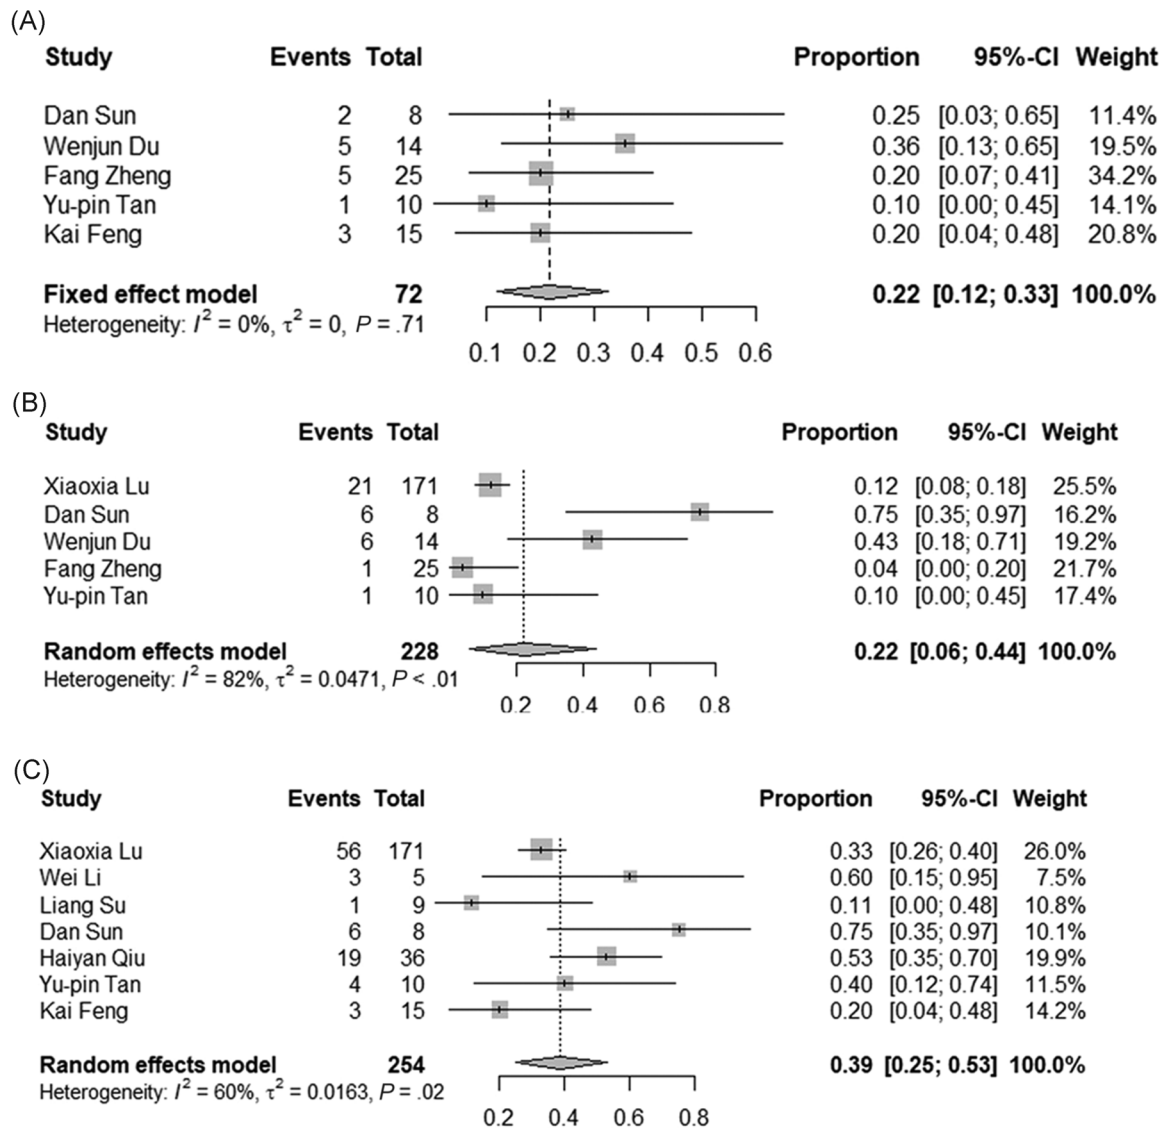 (A)
Study Events Total Proportion 95%-CI Weight
Dan Sun 2 8 0.25 [0.03; 0.65] 11.4%
Wenjun Du 5 14 0.36 [0.13; 0.65] 19.5%
Fang Zheng 5 25 0.20 [0.07; 0.41] 34.2%
Yu-pin Tan 1 10 0.10 [0.00; 0.45] 14.1%
Kai Feng 3 15 0.20 [0.04; 0.48] 20.8%
Fixed effect model 72 0.22 [0.12; 0.33] 100.0%
Heterogeneity: I² = 0%, τ² = 0, P = .71
0.1 0.2 0.3 0.4 0.5 0.6
(B)
Study Events Total Proportion 95%-CI Weight
Xiaoxia Lu 21 171 0.12 [0.08; 0.18] 25.5%
Dan Sun 6 8 0.75 [0.35; 0.97] 16.2%
Wenjun Du 6 14 0.43 [0.18; 0.71] 19.2%
Fang Zheng 1 25 0.04 [0.00; 0.20] 21.7%
Yu-pin Tan 1 10 0.10 [0.00; 0.45] 17.4%
Random effects model 228 0.22 [0.06; 0.44] 100.0%
Heterogeneity: I² = 82%, τ² = 0.0471, P < .01
0.2 0.4 0.6 0.8
(C)
Study Events Total Proportion 95%-CI Weight
Xiaoxia Lu 56 171 0.33 [0.26; 0.40] 26.0%
Wei Li 3 5 0.60 [0.15; 0.95] 7.5%
Liang Su 1 9 0.11 [0.00; 0.48] 10.8%
Dan Sun 6 8 0.75 [0.35; 0.97] 10.1%
Haiyan Qiu 19 36 0.53 [0.35; 0.70] 19.9%
Yu-pin Tan 4 10 0.40 [0.12; 0.74] 11.5%
Kai Feng 3 15 0.20 [0.04; 0.48] 14.2%
Random effects model 254 0.39 [0.25; 0.53] 100.0%
Heterogeneity: I² = 60%, τ² = 0.0163, P = .02
0.2 0.4 0.6 0.8